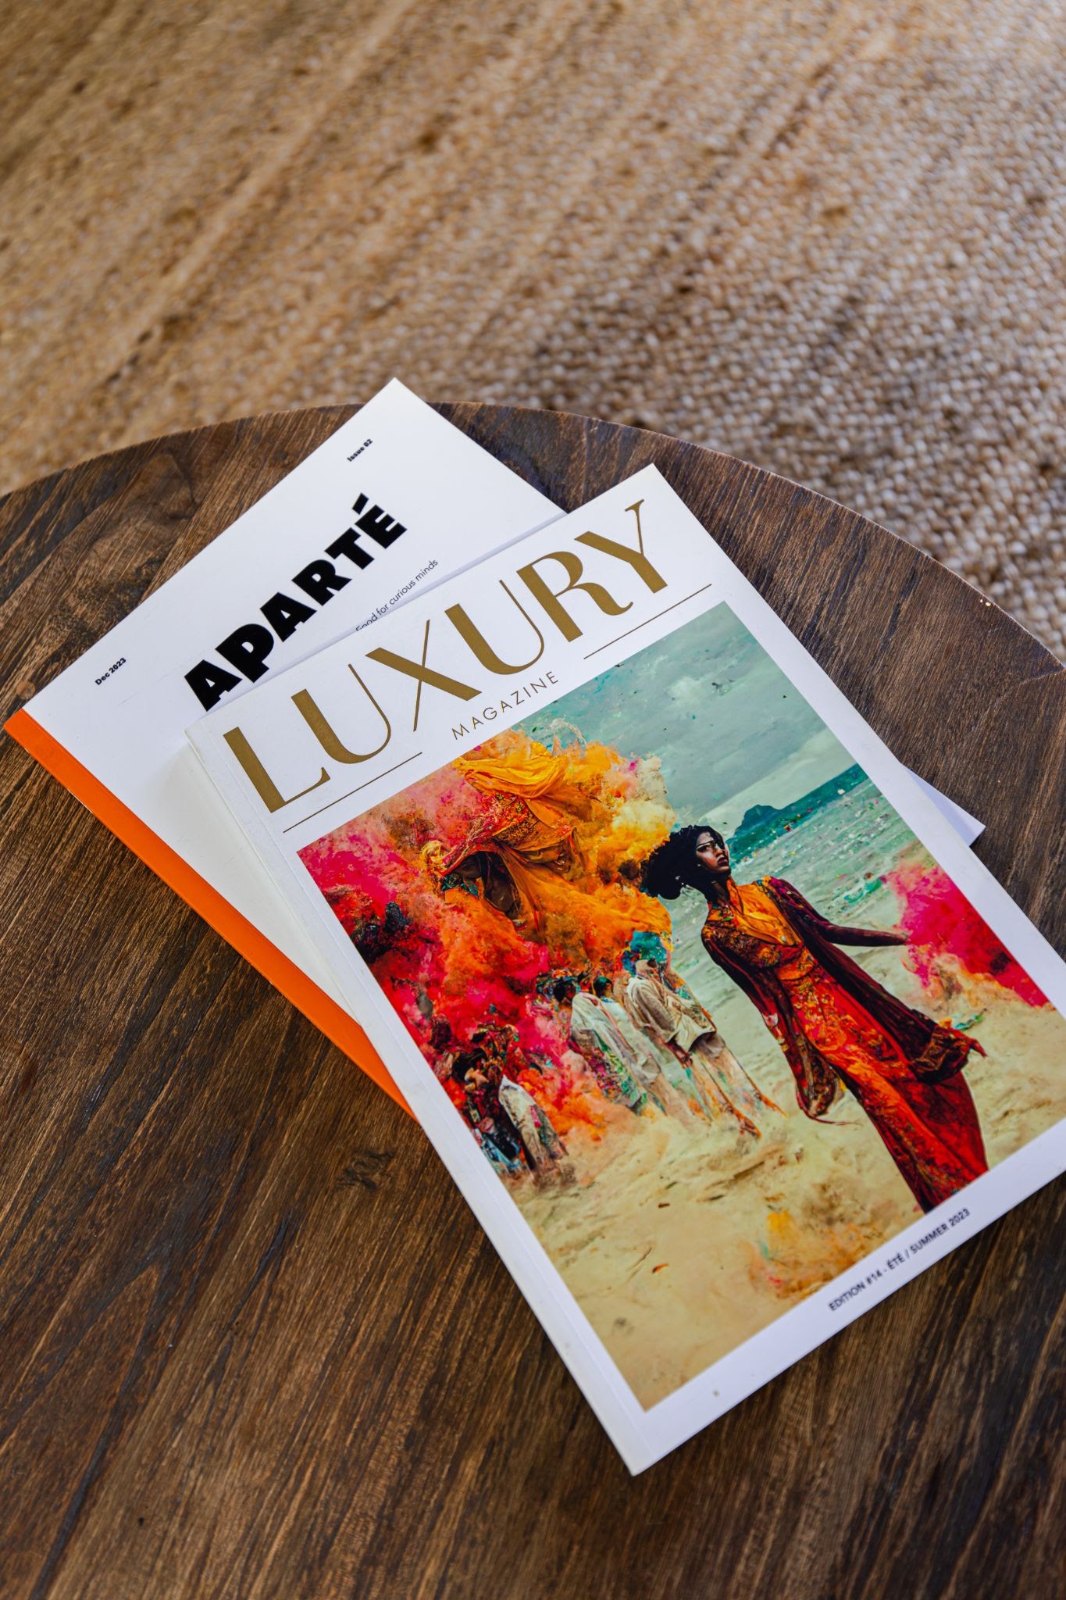 Dec 2023
Issue 02
APARTÉ
Food for curious minds
LUXURY
MAGAZINE
EDITION #14 - ÉTÉ / SUMMER 2023